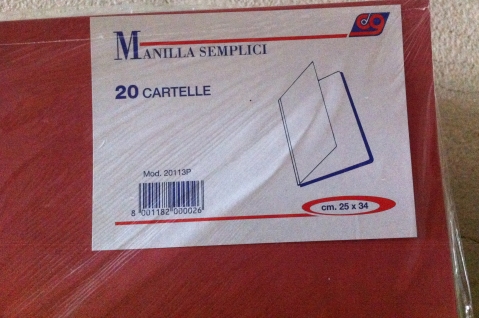 MANILLA SEMPLICI
20 CARTELLE
Mod. 20113P
8 001182 000026
cm. 25 x 34